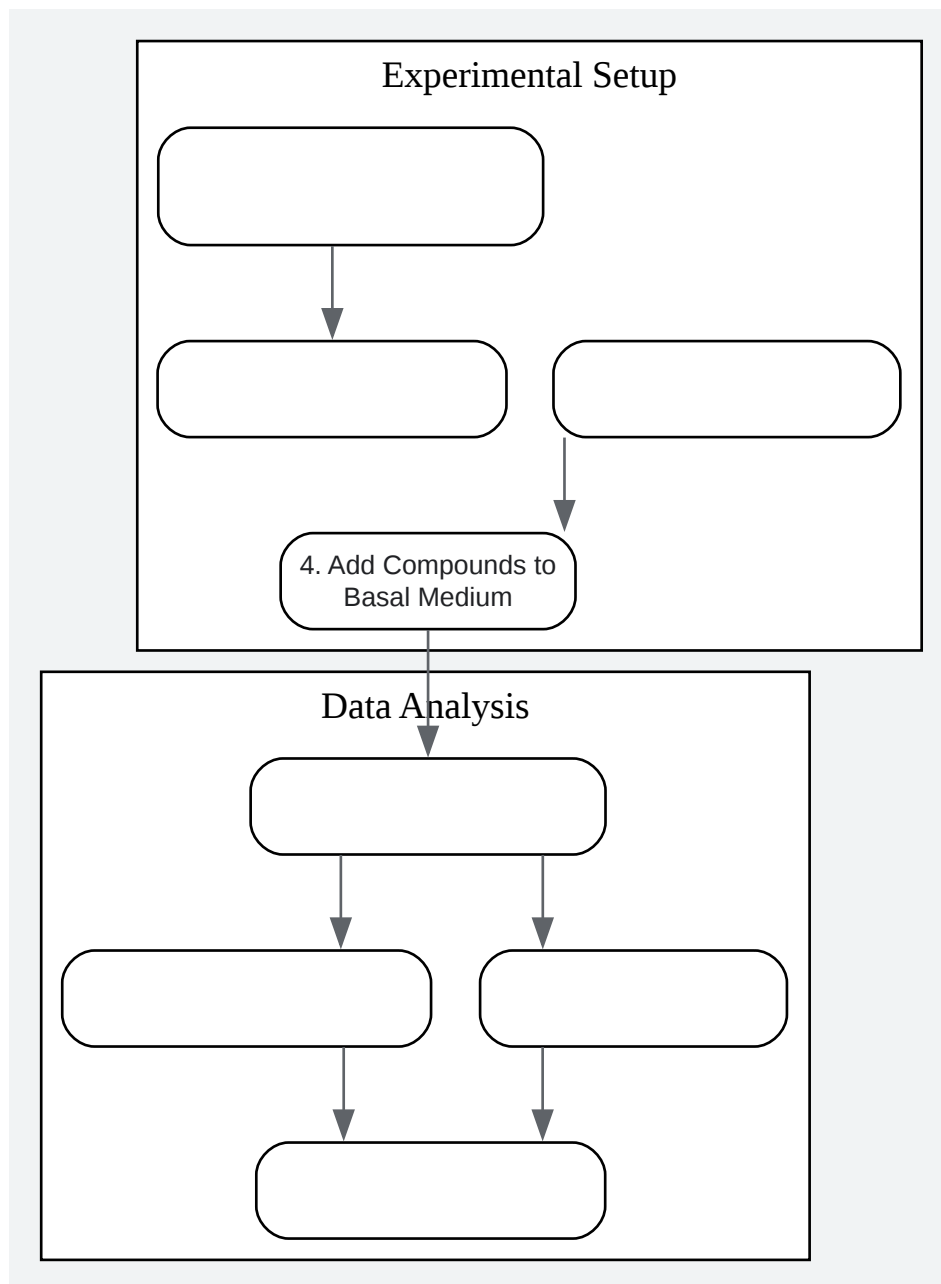 Experimental Setup
4. Add Compounds to
Basal Medium
Data Analysis